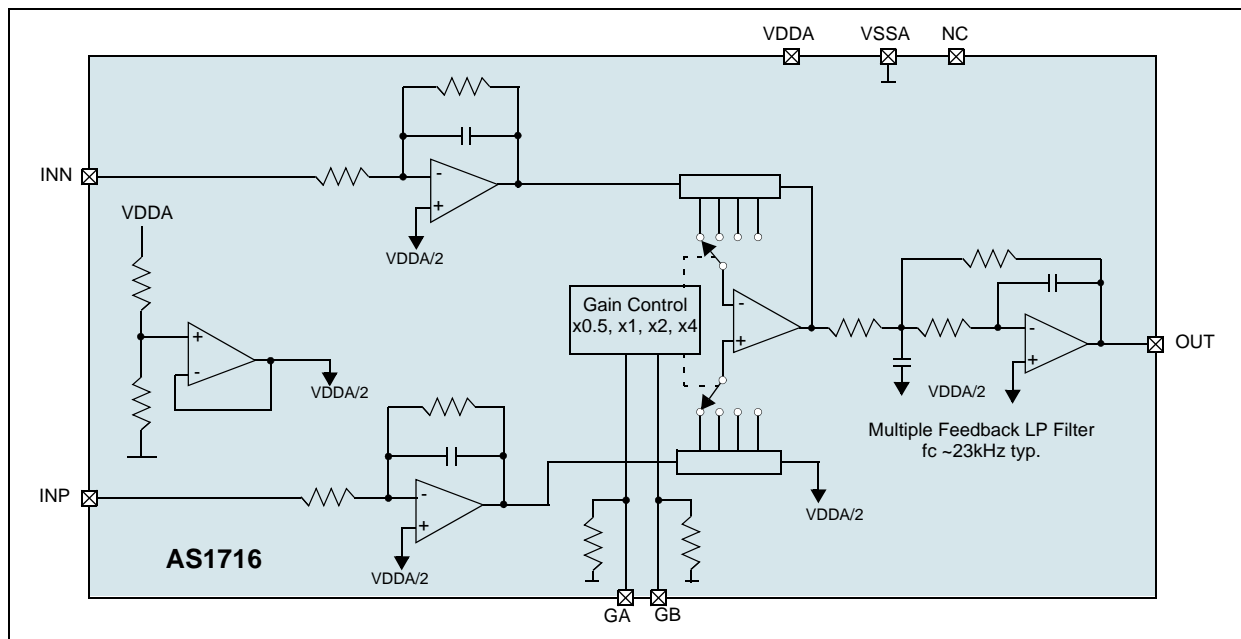 VDDA VSSA NC
INN
-
+
VDDA/2
VDDA
+
-
VDDA/2
Gain Control
x0.5, x1, x2, x4
-
+
-
+
VDDA/2
OUT
Multiple Feedback LP Filter
fc ~23kHz typ.
INP
-
+
VDDA/2
VDDA/2
AS1716
GA GB